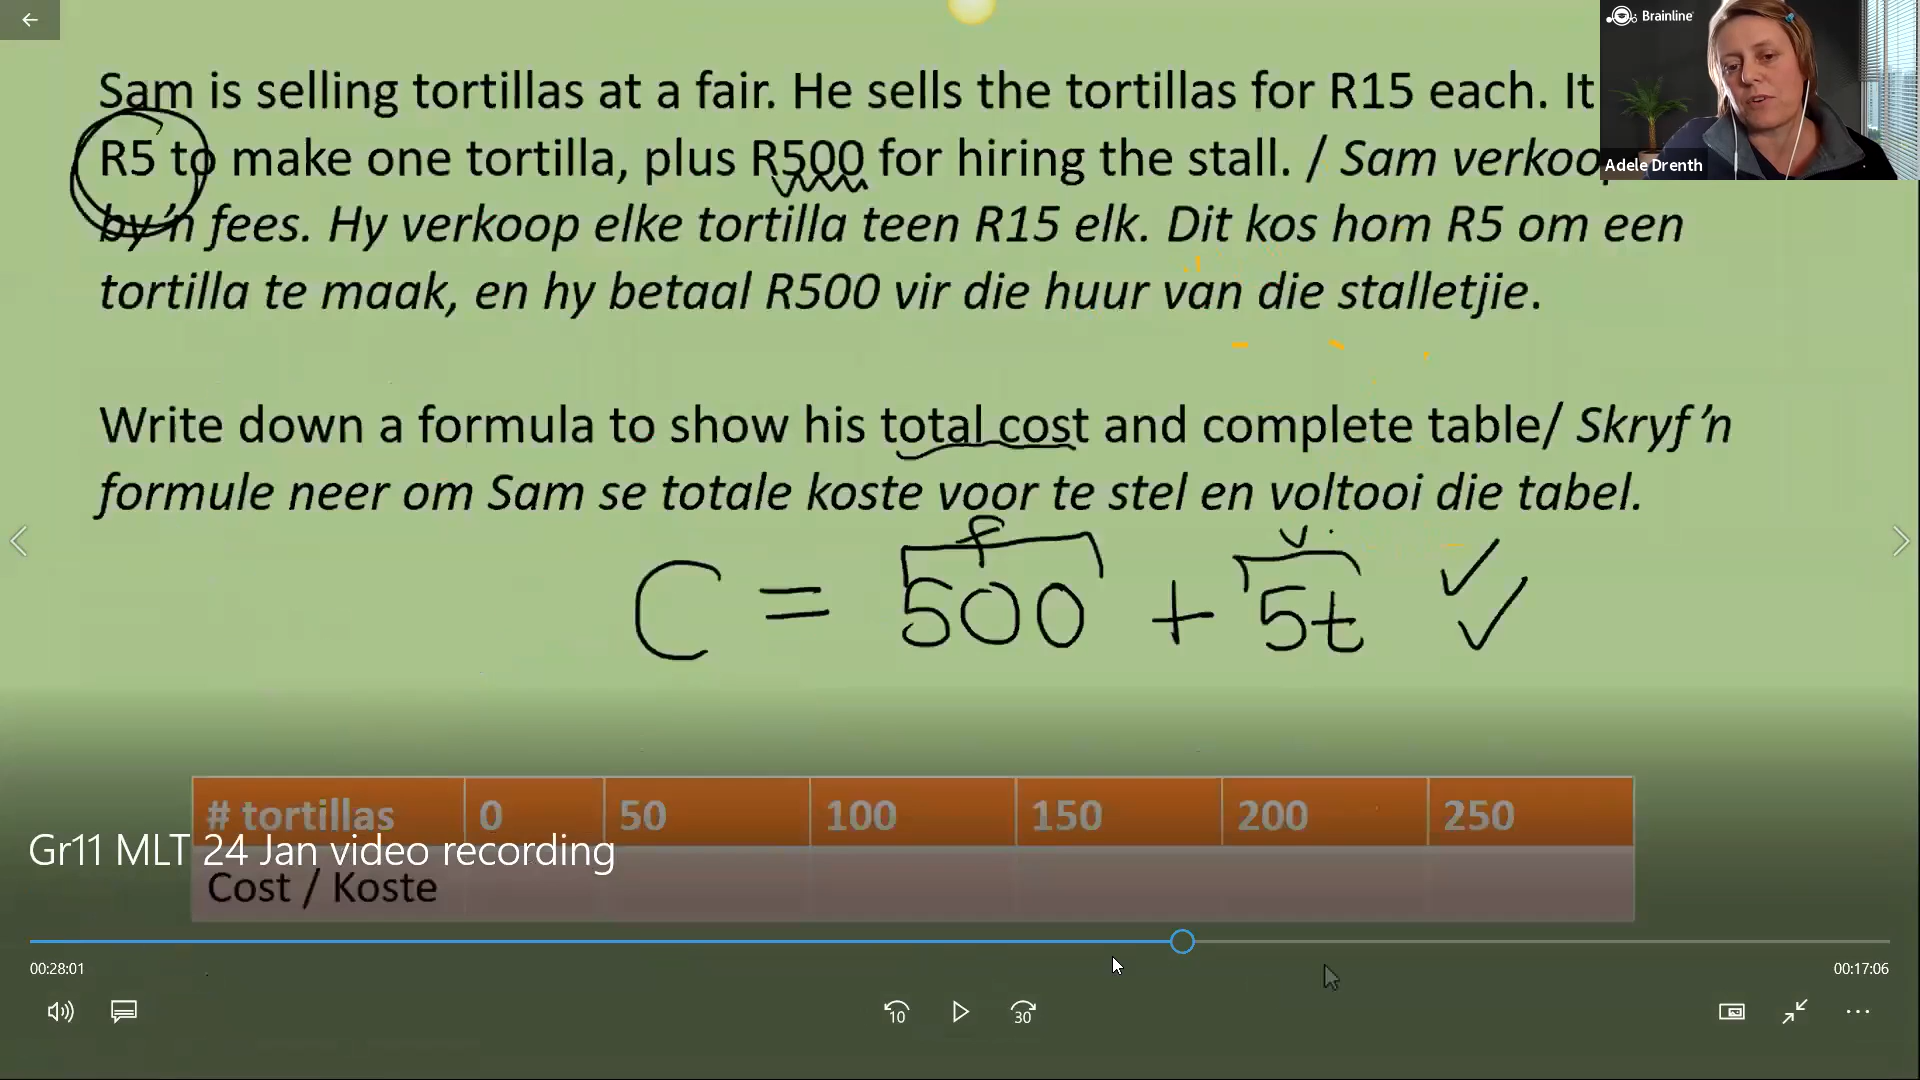 Brainline
Adele Drenth
Sam is selling tortillas at a fair. He sells the tortillas for R15 each. It
R5 to make one tortilla, plus R500 for hiring the stall. / Sam verkoop
by 'n fees. Hy verkoop elke tortilla teen R15 elk. Dit kos hom R5 om een
tortilla te maak, en hy betaal R500 vir die huur van die stalletjie.
Write down a formula to show his total cost and complete table/ Skryf 'n
formule neer om Sam se totale koste voor te stel en voltooi die tabel.
f v.
C = 500 + 5t
# tortillas 0 50 100 150 200 250
Gr11 MLT 24 Jan video recording
Cost / Koste
00:28:01 00:17:06
10 30